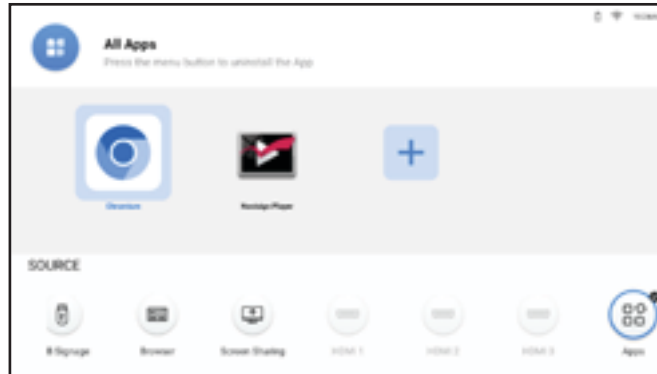 All Apps
Press the menu button to uninstall the App
Chromium
SOURCE
Browser
Screen Sharing
HDMI 1
HDMI 2
HDMI 3
Apps